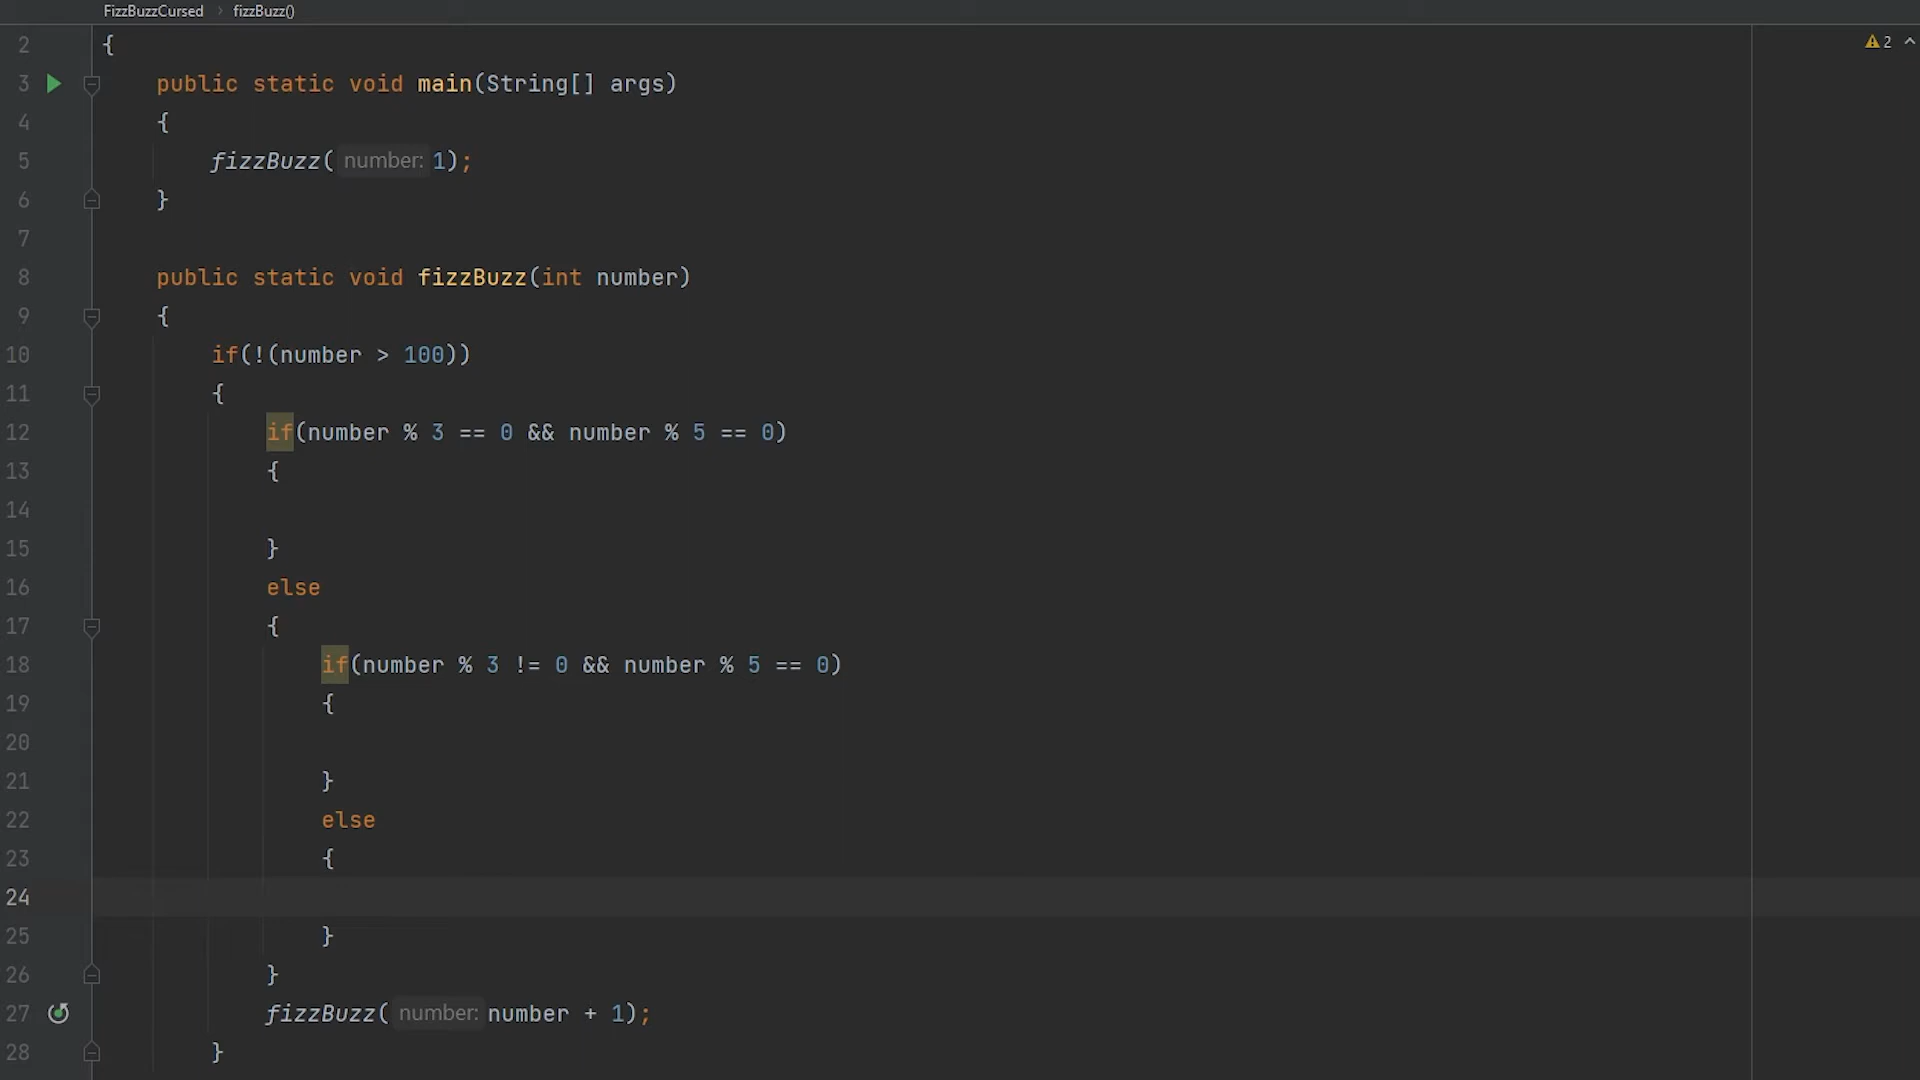 FizzBuzzCursed > fizzBuzz()
2 {
⚠ 2
3 public static void main(String[] args)
4 {
5 fizzBuzz( number: 1);
6 }
7
8 public static void fizzBuzz(int number)
9 {
10 if(!(number > 100))
11 {
12 if(number % 3 == 0 && number % 5 == 0)
13 {
14
15 }
16 else
17 {
18 if(number % 3 != 0 && number % 5 == 0)
19 {
20
21 }
22 else
23 {
24
25 }
26 }
27 fizzBuzz( number: number + 1);
28 }